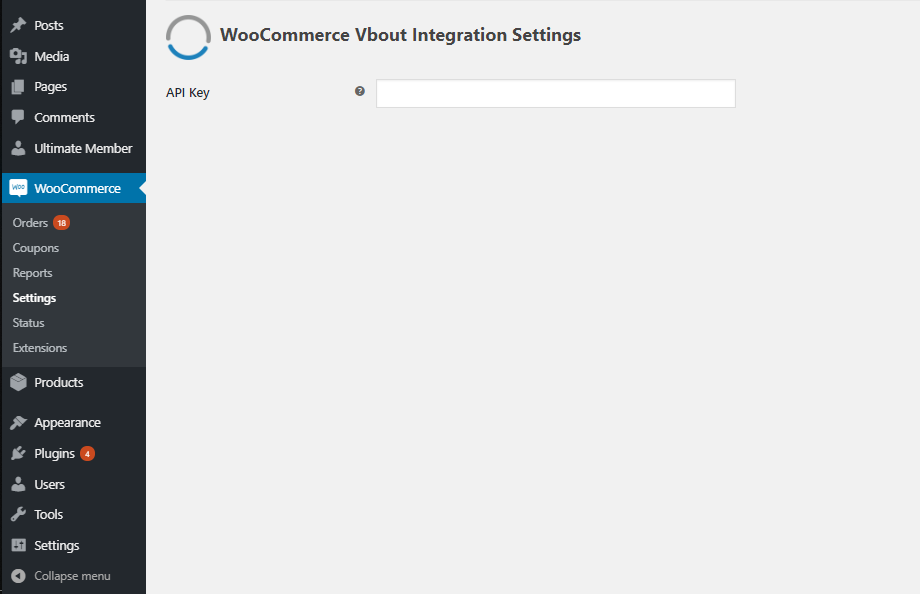 Posts
Media
Pages
Comments
Ultimate Member
Woo WooCommerce
Orders 18
Coupons
Reports
Settings
Status
Extensions
Products
Appearance
Plugins 4
Users
Tools
Settings
Collapse menu
WooCommerce Vbout Integration Settings
API Key ?